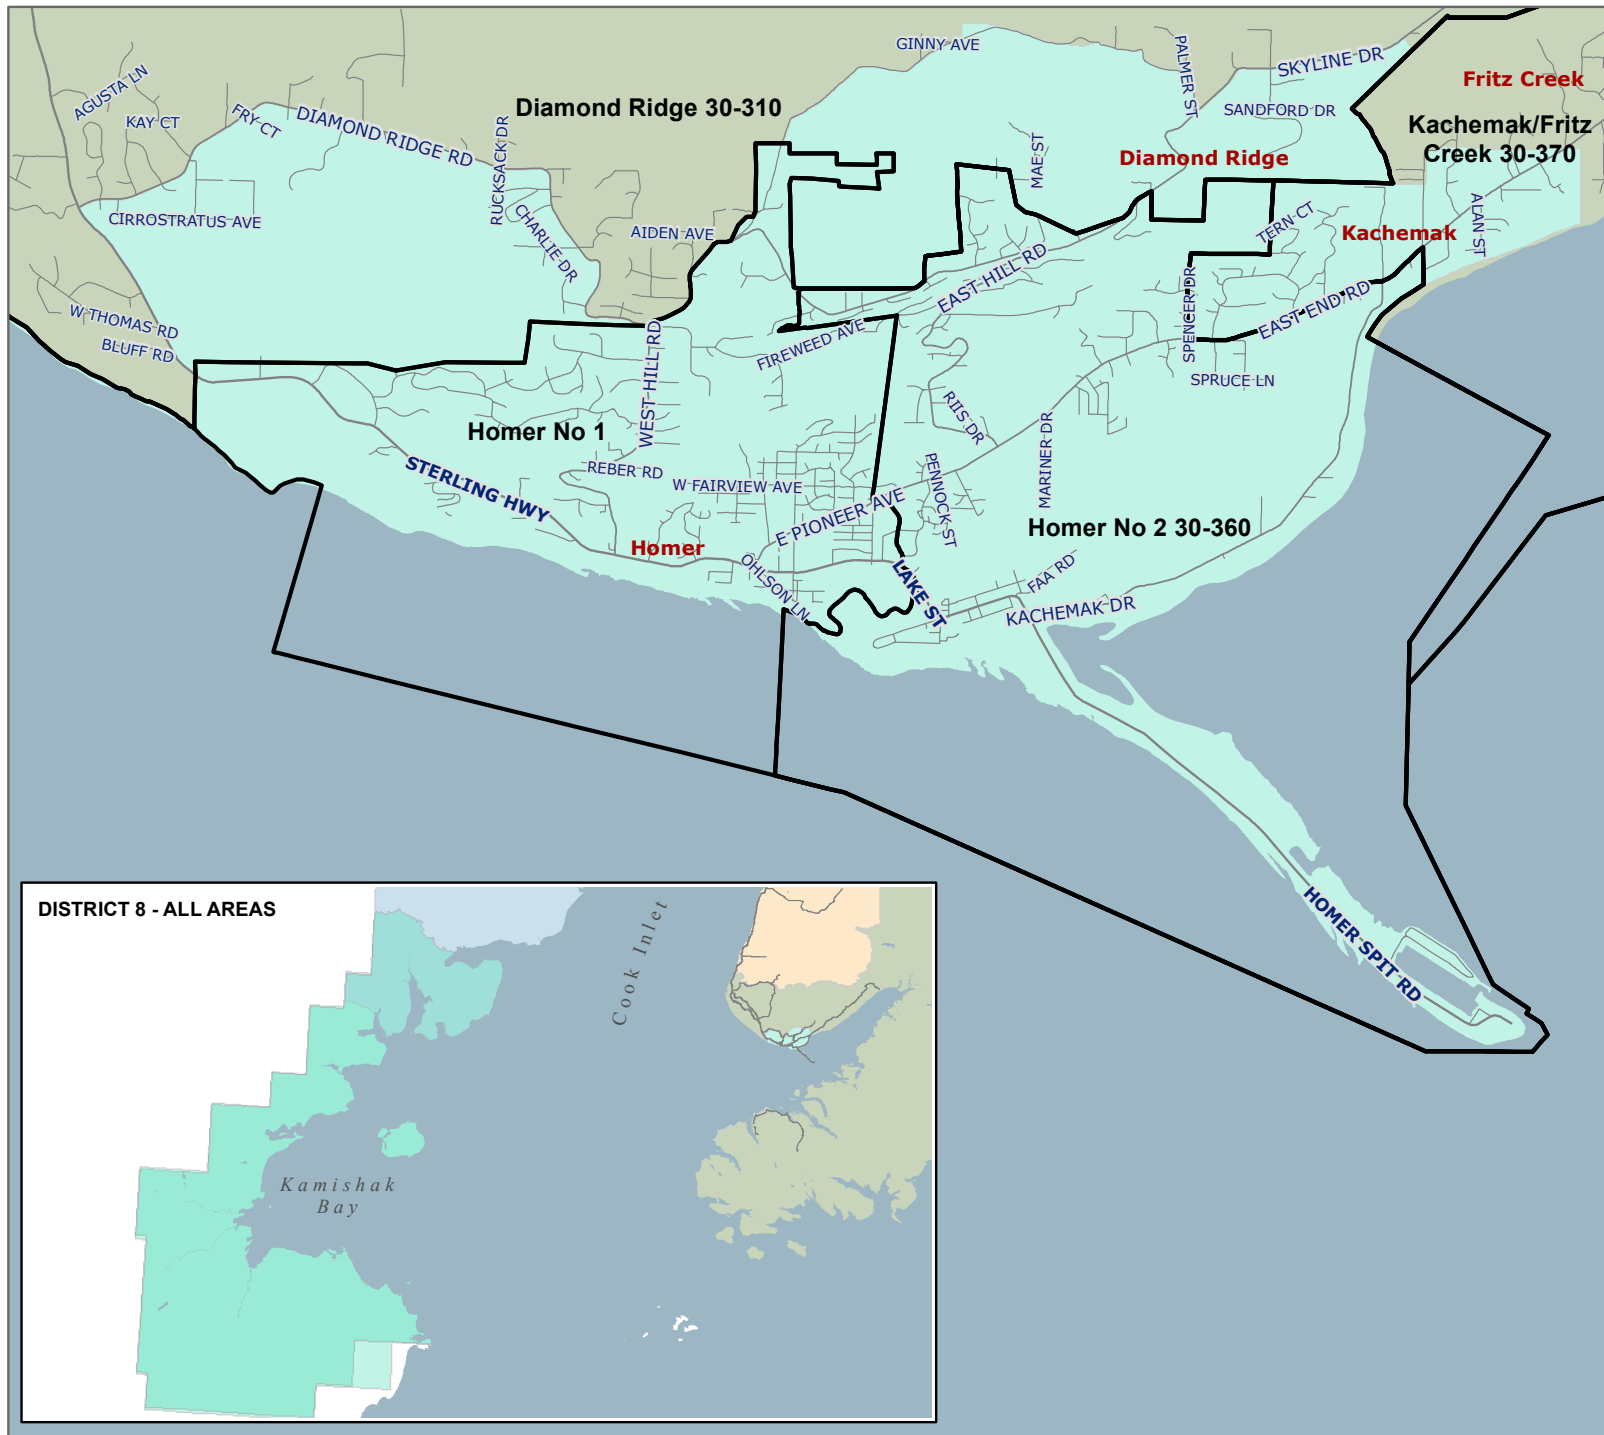 GINNY AVE
PALMER ST
SKYLINE DR
AGUSTA LN
KAY CT
FRY CT
DIAMOND RIDGE RD
RUCKSACK DR
Diamond Ridge 30-310
SANDFORD DR
Fritz Creek
Kachemak/Fritz
Creek 30-370
MAE ST
Diamond Ridge
CIRROSTRATUS AVE
CHARLIE DR
AIDEN AVE
TERN CT
Kachemak
ALAN ST
W THOMAS RD
BLUFF RD
WEST HILL RD
FIREWEED AVE
EAST HILL RD
SPENCER DR
EAST END RD
SPRUCE LN
Homer No 1
RIIS DR
MARINER DR
STERLING HWY
REBER RD
W FAIRVIEW AVE
E PIONEER AVE
PENNOCK ST
Homer No 2 30-360
Homer
OHLSON LN
LAKE ST
FAA RD
KACHEMAK DR
HOMER SPIT RD
DISTRICT 8 - ALL AREAS
Cook Inlet
Kamishak
Bay